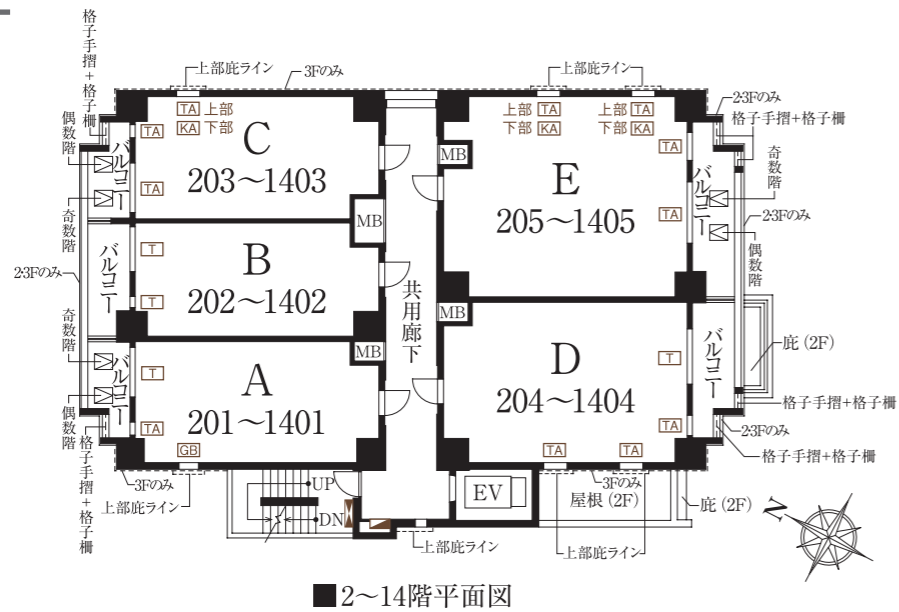 格子手摺+格子柵
上部庇ライン
3Fのみ
上部庇ライン
2・3Fのみ
格子手摺+格子柵
偶数階
バルコニー
奇数階
TA
TA
TA 上部
KA 下部
C
203〜1403
MB
上部 TA
下部 KA
上部 TA
下部 KA
E
205〜1405
TA
TA
バルコニー
奇数階
2・3Fのみ
偶数階
MB
2・3Fのみ
バルコニー
T
T
B
202〜1402
共用廊下
MB
D
204〜1404
T
TA
TA
TA
バルコニー
庇(2F)
格子手摺+格子柵
2・3Fのみ
格子手摺+格子柵
奇数階
バルコニー
偶数階
格子手摺+格子柵
T
TA
GB
A
201〜1401
MB
3Fのみ
上部庇ライン
UP
DN
EV
3Fのみ
屋根(2F)
庇(2F)
上部庇ライン
上部庇ライン
N
■2〜14階平面図